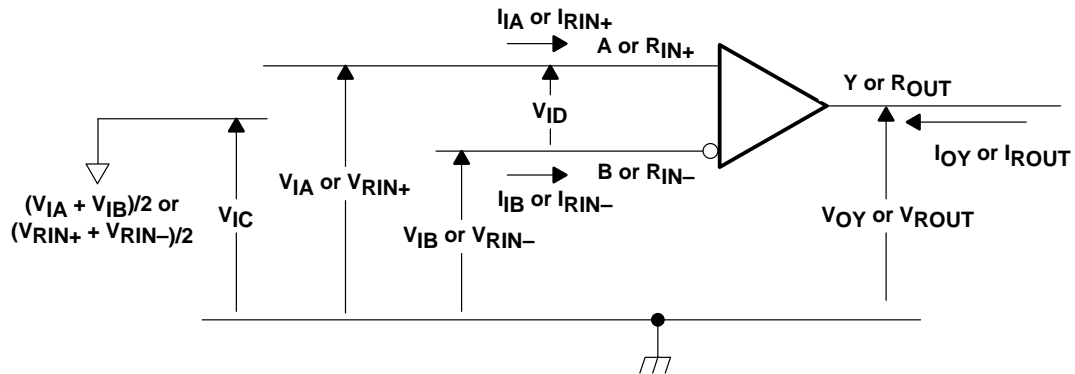 IIA or IRIN+
A or RIN+
Y or ROUT
VID
IOY or IROUT
B or RIN–
IIB or IRIN–
VIA or VRIN+
(VIA + VIB)/2 or
(VRIN+ + VRIN–)/2
VIC
VOY or VROUT
VIB or VRIN–